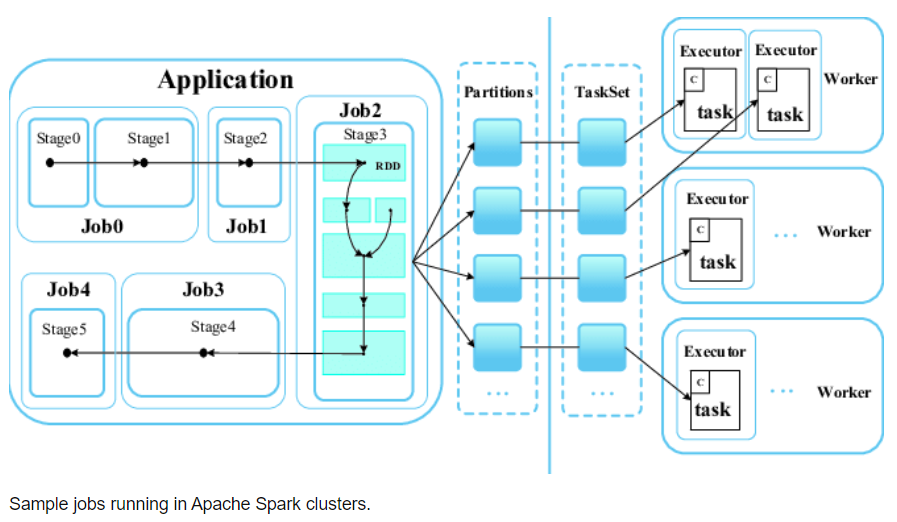 Application
Job2
Stage0 Stage1 Stage2 Stage3
RDD
Job0 Job1
Job4 Job3
Stage5 Stage4
Partitions
...
TaskSet
...
Executor Executor
C C
task task
Worker
Executor
C
task
... Worker
Executor
C
task
... Worker
Sample jobs running in Apache Spark clusters.